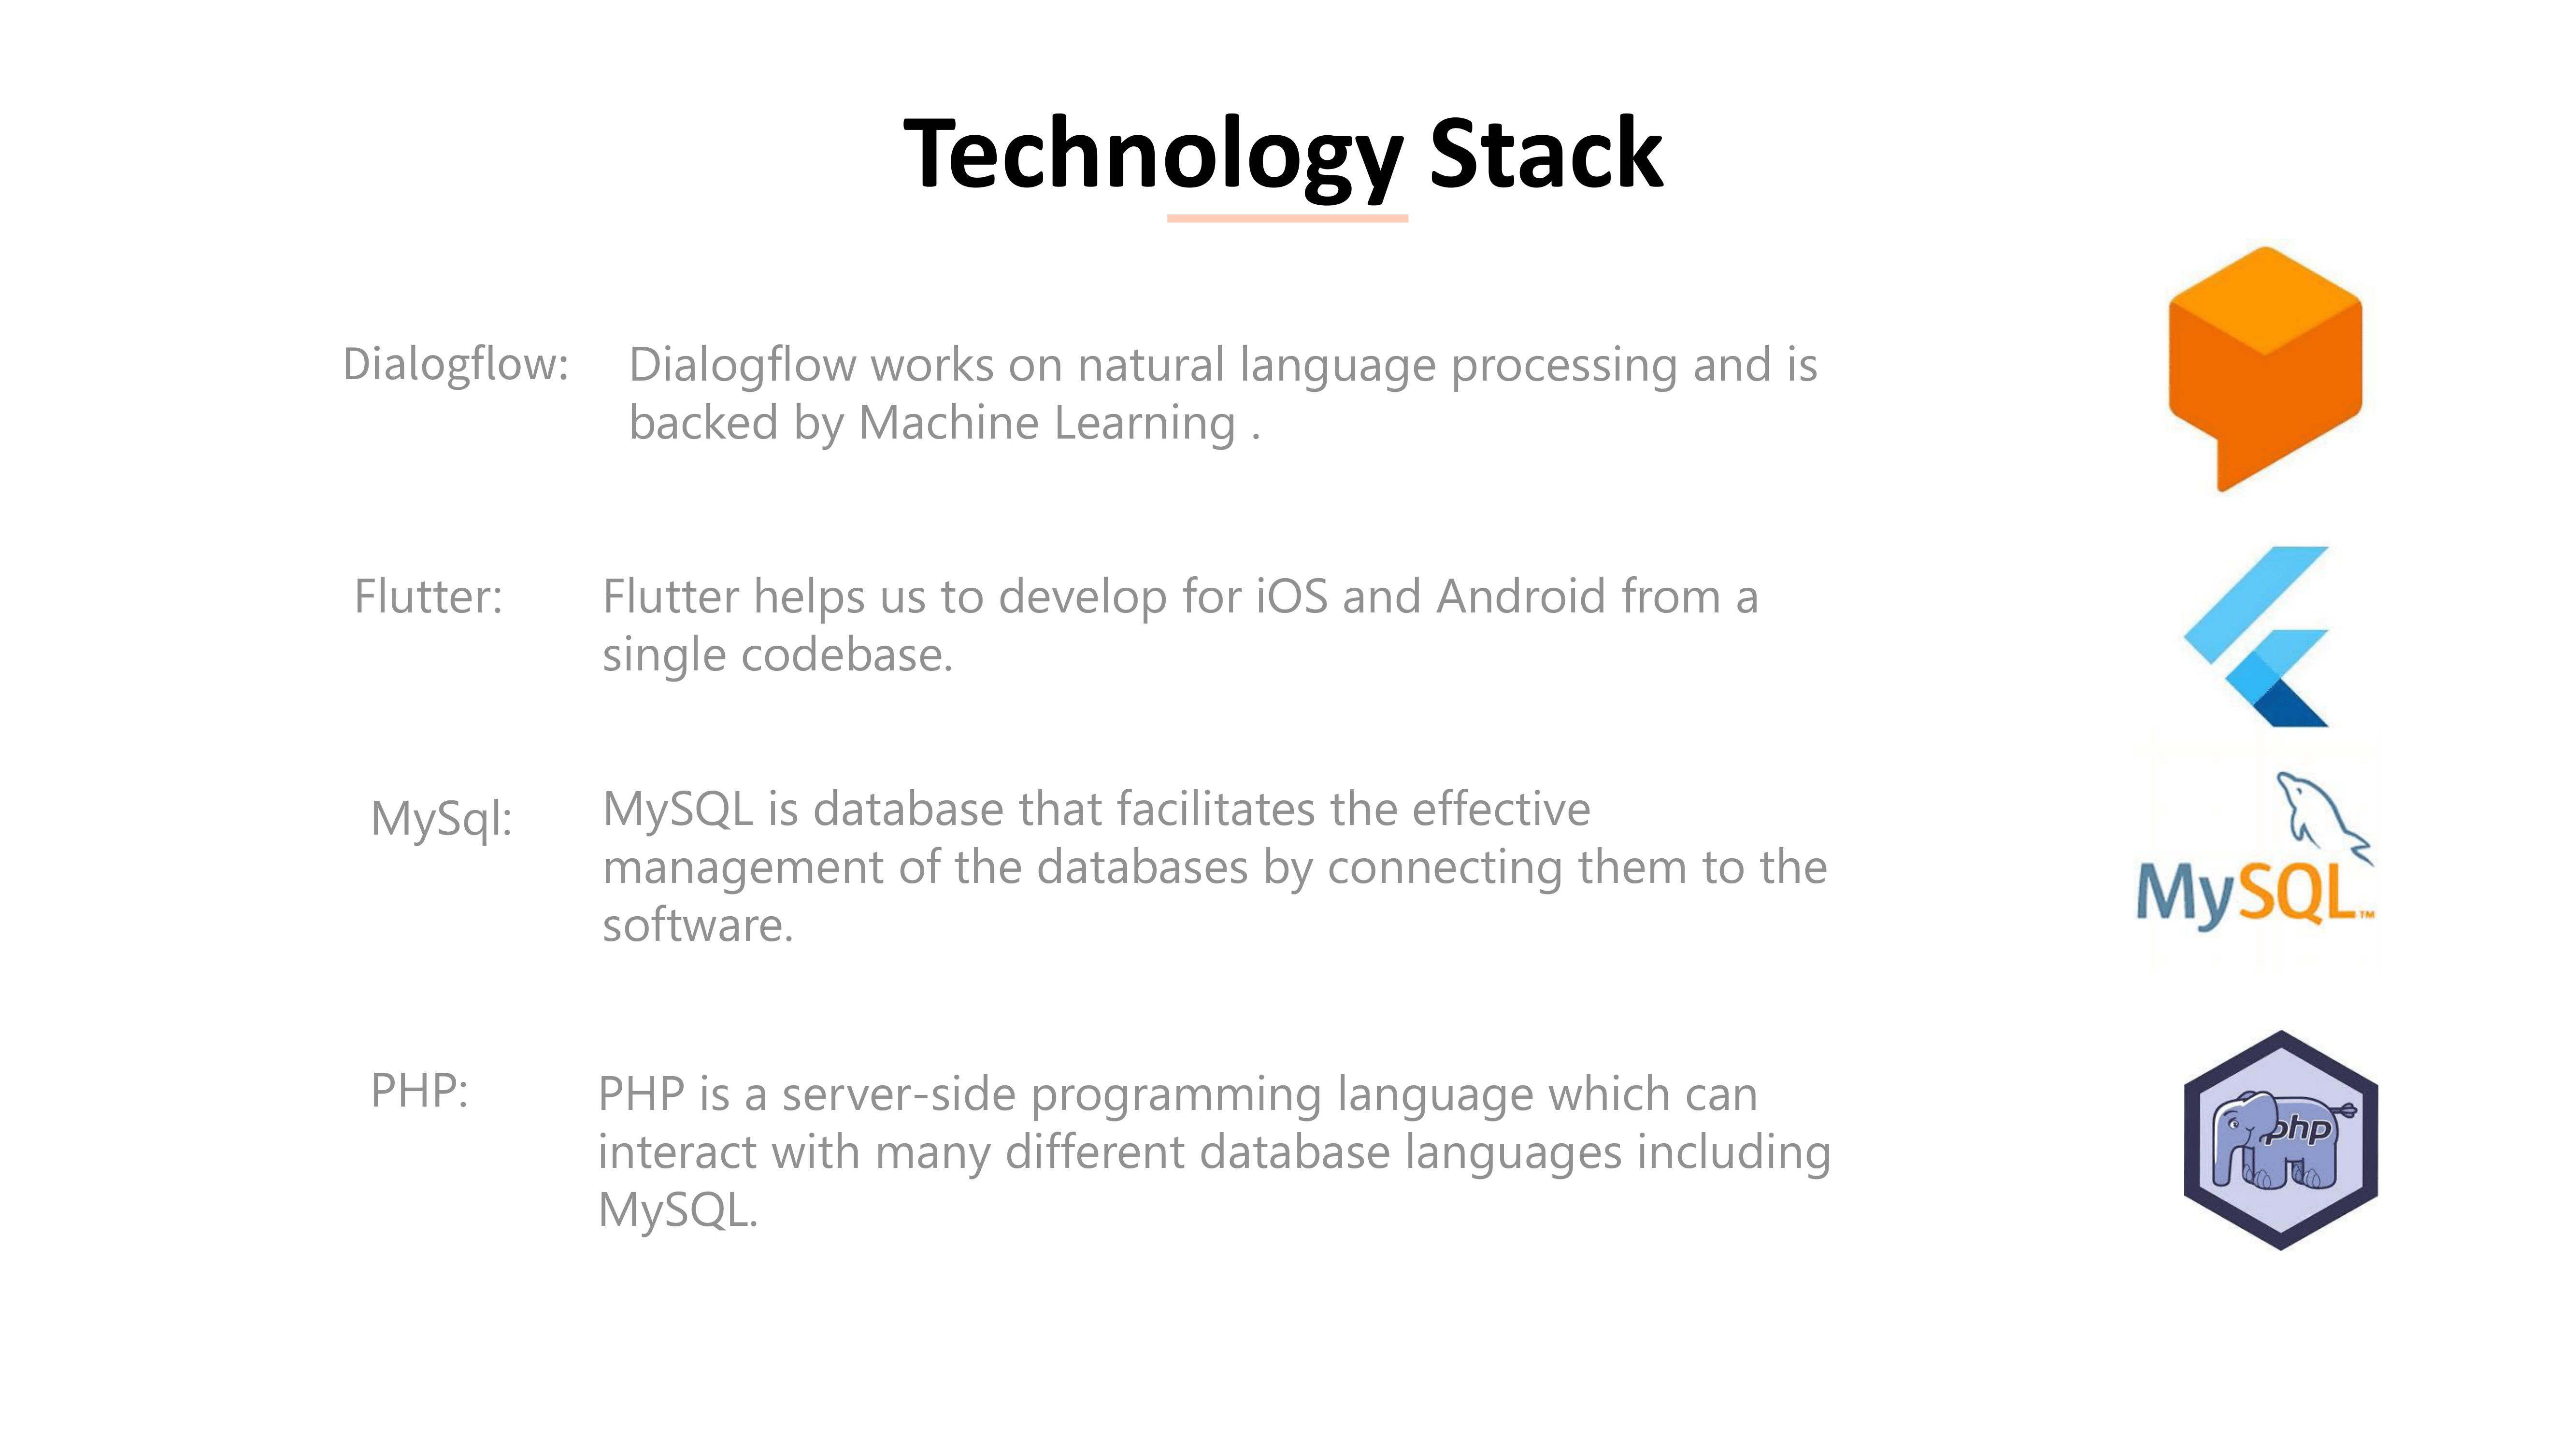 Technology Stack
Dialogflow:
Dialogflow works on natural language processing and is
backed by Machine Learning .
Flutter:
Flutter helps us to develop for iOS and Android from a
single codebase.
MySql:
MySQL is database that facilitates the effective
management of the databases by connecting them to the
software.
MySQL™
PHP:
PHP is a server-side programming language which can
interact with many different database languages including
MySQL.
php